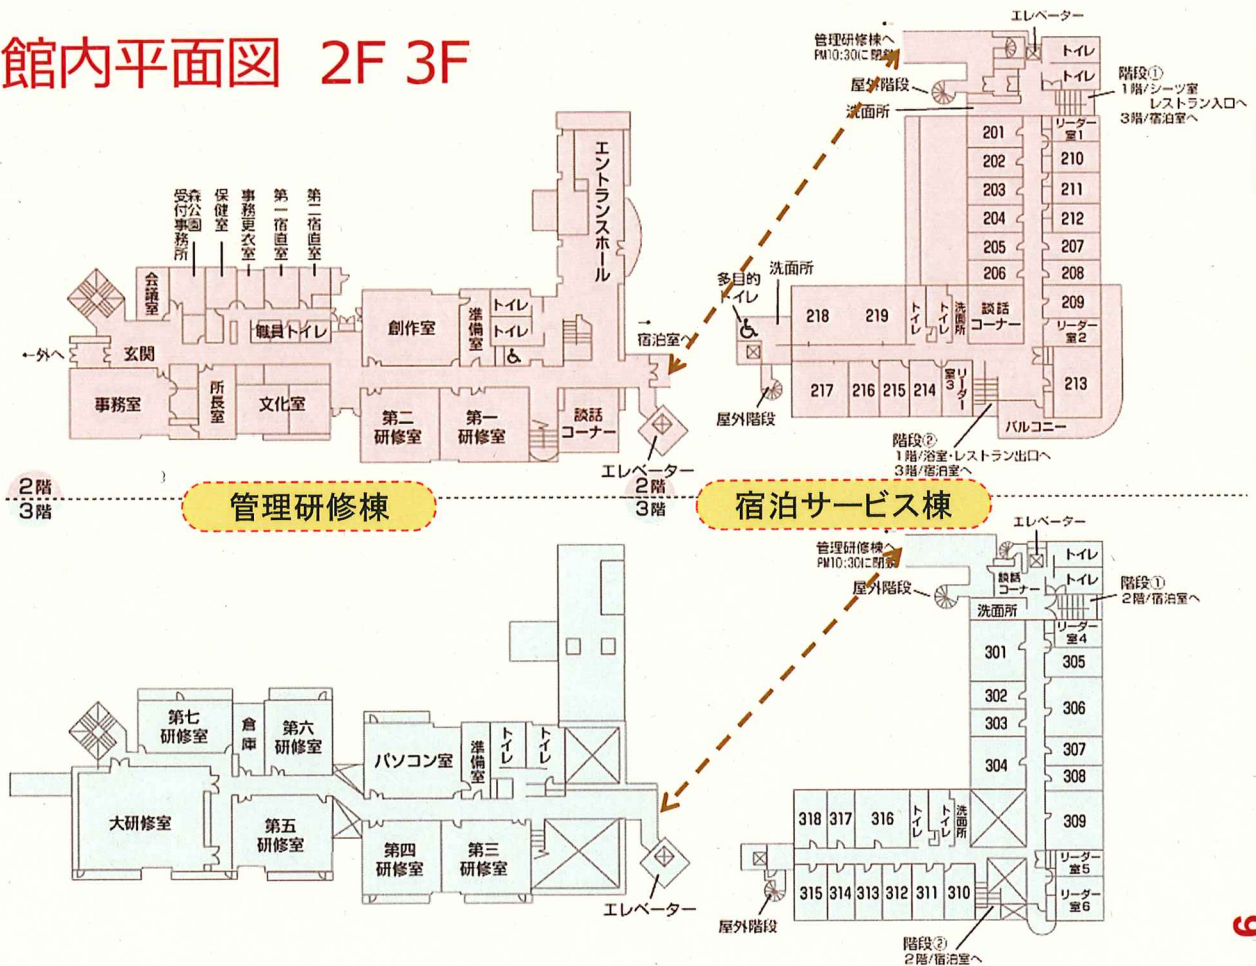 館内平面図 2F 3F
エレベーター
管理研修棟へ
PM10:30に閉鎖
トイレ
トイレ
屋外階段
洗面所
階段①
1階/シーツ室
レストラン入口へ
3階/宿泊室へ
201
202
203
204
205
206
リーダー
室1
210
211
212
207
208
209
リーダー
室2
213
談話
コーナー
洗面所
トイレ
トイレ
洗面所
多目的
トイレ
218
219
217
216
215
214
リーダー
室3
屋外階段
バルコニー
階段②
1階/浴室・レストラン出口へ
3階/宿泊室へ
エントランスホール
森公園
受付事務所
保健室
事務更衣室
第一宿直室
第二宿直室
会議室
職員トイレ
創作室
準備室
トイレ
トイレ
→
宿泊室へ
←外へ
玄関
事務室
所長室
文化室
第二
研修室
第一
研修室
談話
コーナー
エレベーター
2階
3階
管理研修棟
2階
3階
宿泊サービス棟
エレベーター
管理研修棟へ
PM10:30に閉鎖
談話
コーナー
トイレ
トイレ
屋外階段
洗面所
階段①
2階/宿泊室へ
301
302
303
304
リーダー
室4
305
306
307
308
309
リーダー
室5
リーダー
室6
318
317
316
トイレ
トイレ
洗面所
315
314
313
312
311
310
屋外階段
階段②
2階/宿泊室へ
第七
研修室
倉庫
第六
研修室
パソコン室
準備室
トイレ
トイレ
大研修室
第五
研修室
第四
研修室
第三
研修室
エレベーター
9